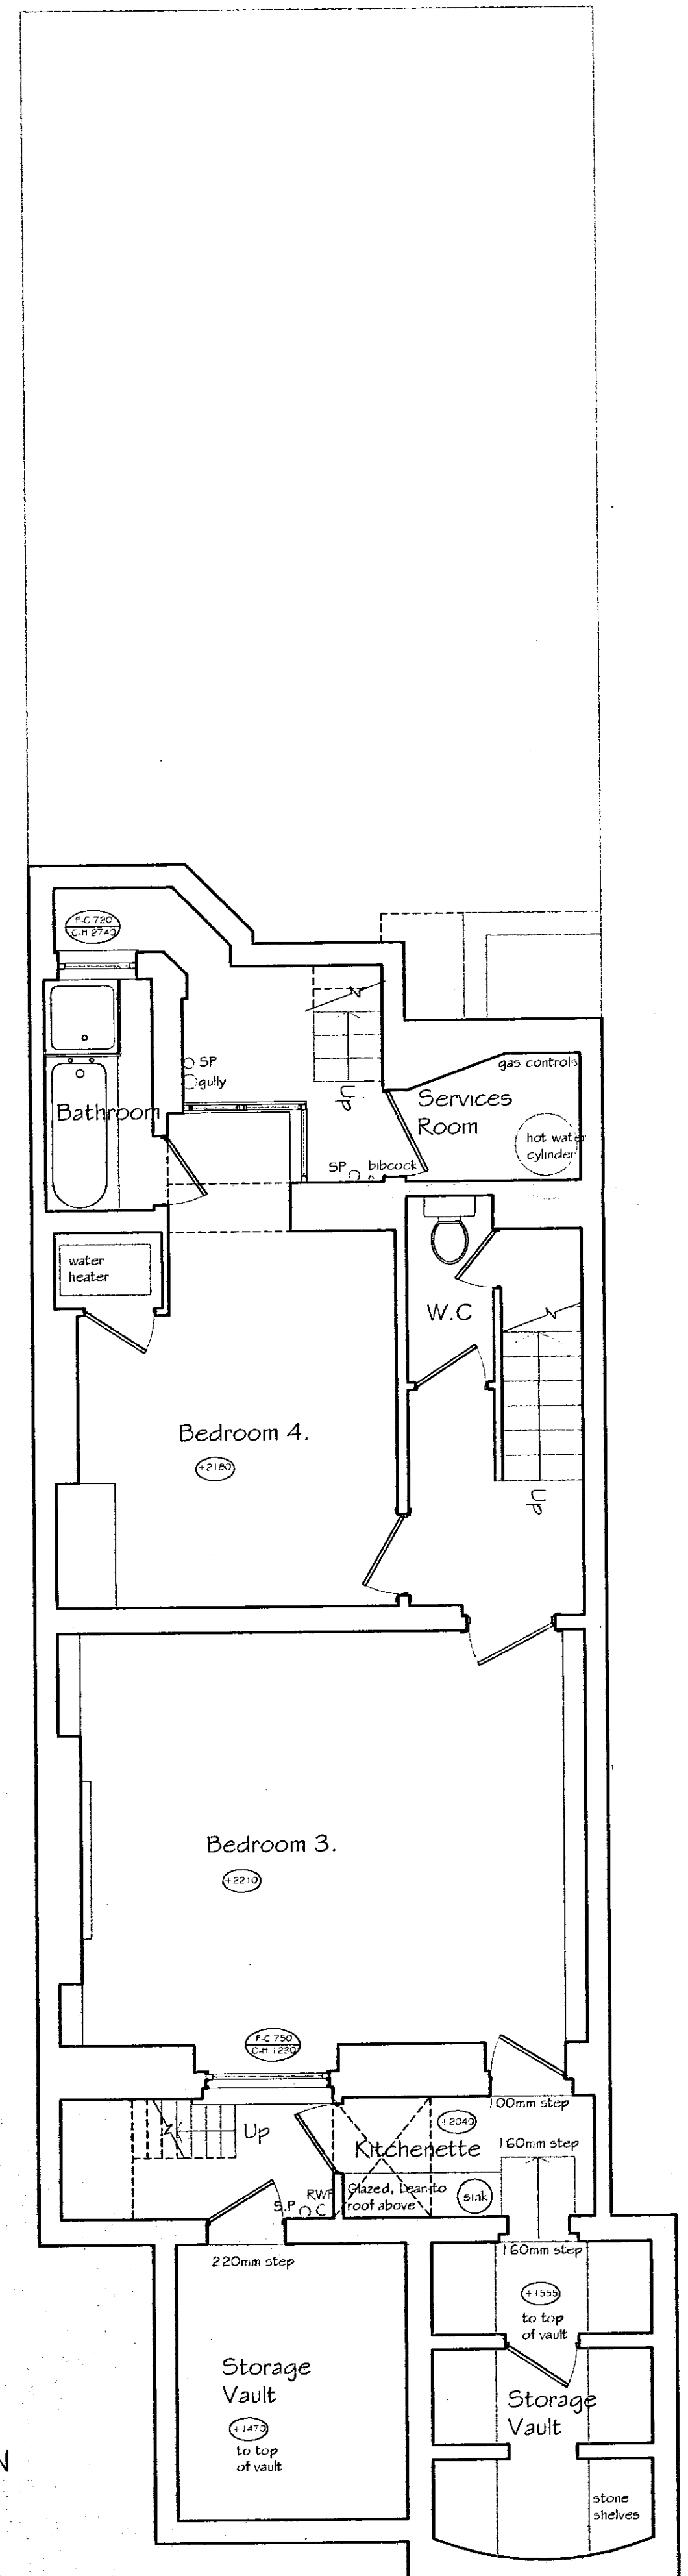 F-C 720
C-H 2740
SP
gully
Up
gas controls
Services
Room
Bathroom
hot water
cylinder
SP
bibcock
water
heater
W.C
Bedroom 4.
+2180
Up
Bedroom 3.
+2210
F-C 750
C-H 1230
100mm step
+2040
Up
Kitchenette
160mm step
Glazed, Lean to
roof above
sink
RWP
S.P
C
220mm step
160mm step
+1555
to top
of vault
Storage
Vault
Storage
Vault
+1470
to top
of vault
stone
shelves
N